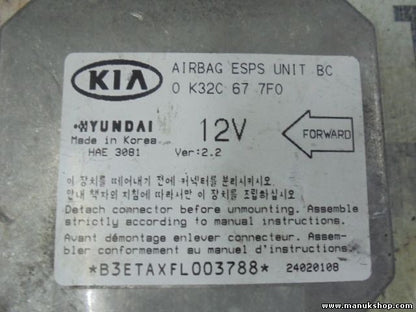 KIA
AIRBAG ESPS UNIT BC
0 K32C 67 7F0
HYUNDAI
Made in Korea
HAE 3081
12V
Ver:2.2
FORWARD
이 장치를 떼어내기 전에 커넥터를 분리시키시오.
안내 책자의 지침에 따라서만 이 장치를 조립하시오.
Detach connector before unmounting. Assemble
strictly according to manual instructions.
Avant démontage enlever connecteur. Assem-
bler conformement au manuel d'instructions.
*B3ETAXFL003788* 24020108
www.manukshop.com